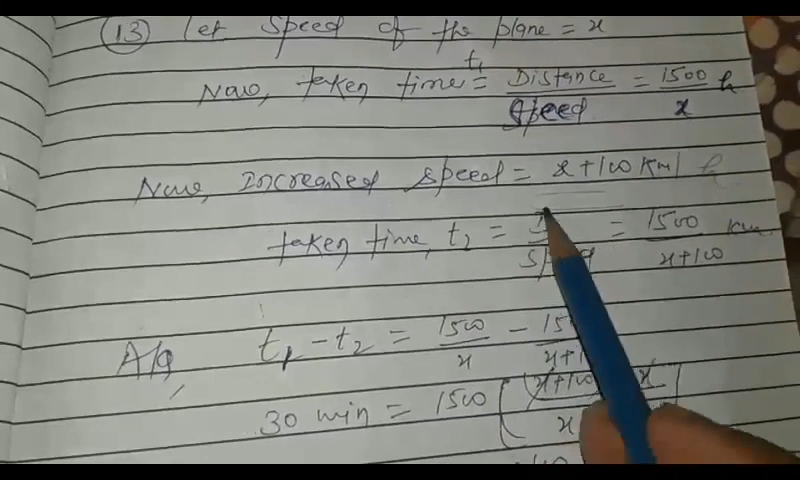 (13) Let speed of the plane = x
Now, taken time t1 = Distance / Speed = 1500 / x h
Now, Increased speed = x + 100 Km / h
taken time, t2 = = 1500 / x+100 Km
A/q, t1 - t2 = 1500 / x -
30 min = 1500 (